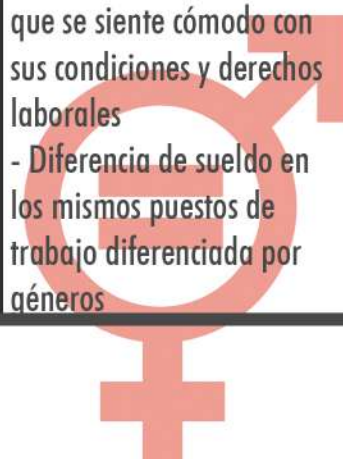 que se siente cómodo con
sus condiciones y derechos
laborales
- Diferencia de sueldo en
los mismos puestos de
trabajo diferenciada por
géneros